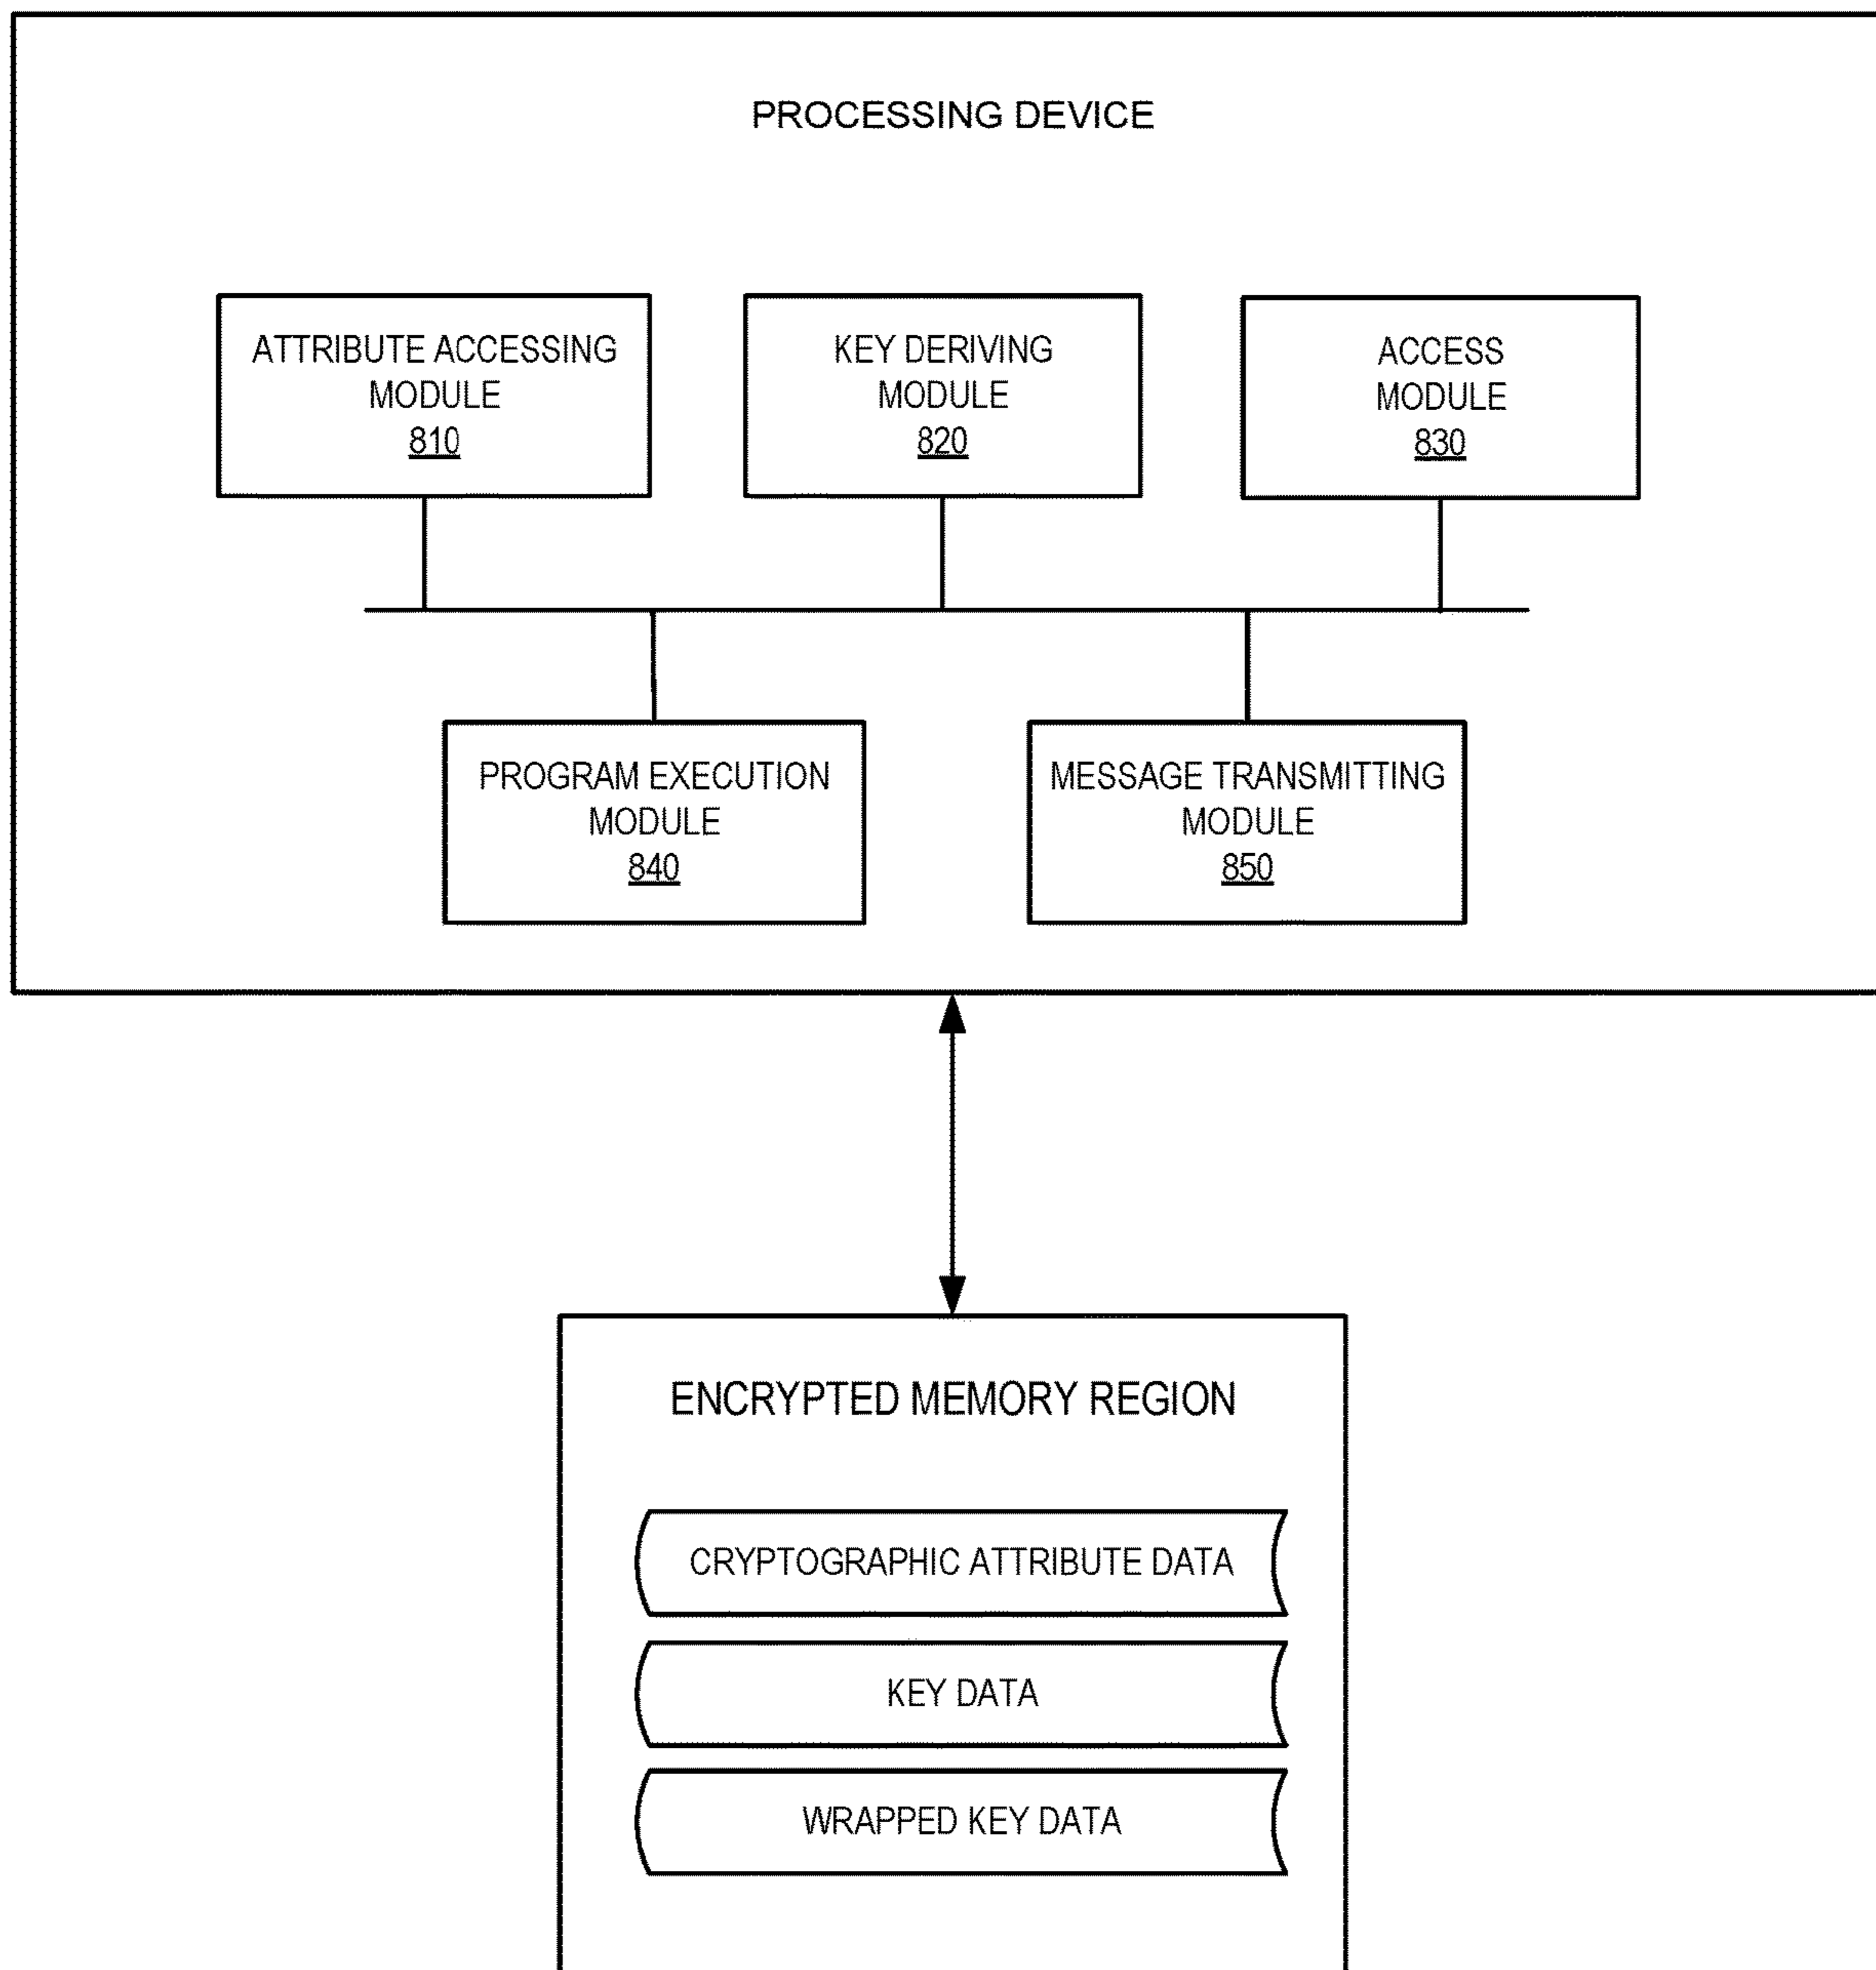 PROCESSING DEVICE
ATTRIBUTE ACCESSING
MODULE
810
KEY DERIVING
MODULE
820
ACCESS
MODULE
830
PROGRAM EXECUTION
MODULE
840
MESSAGE TRANSMITTING
MODULE
850
ENCRYPTED MEMORY REGION
CRYPTOGRAPHIC ATTRIBUTE DATA
KEY DATA
WRAPPED KEY DATA